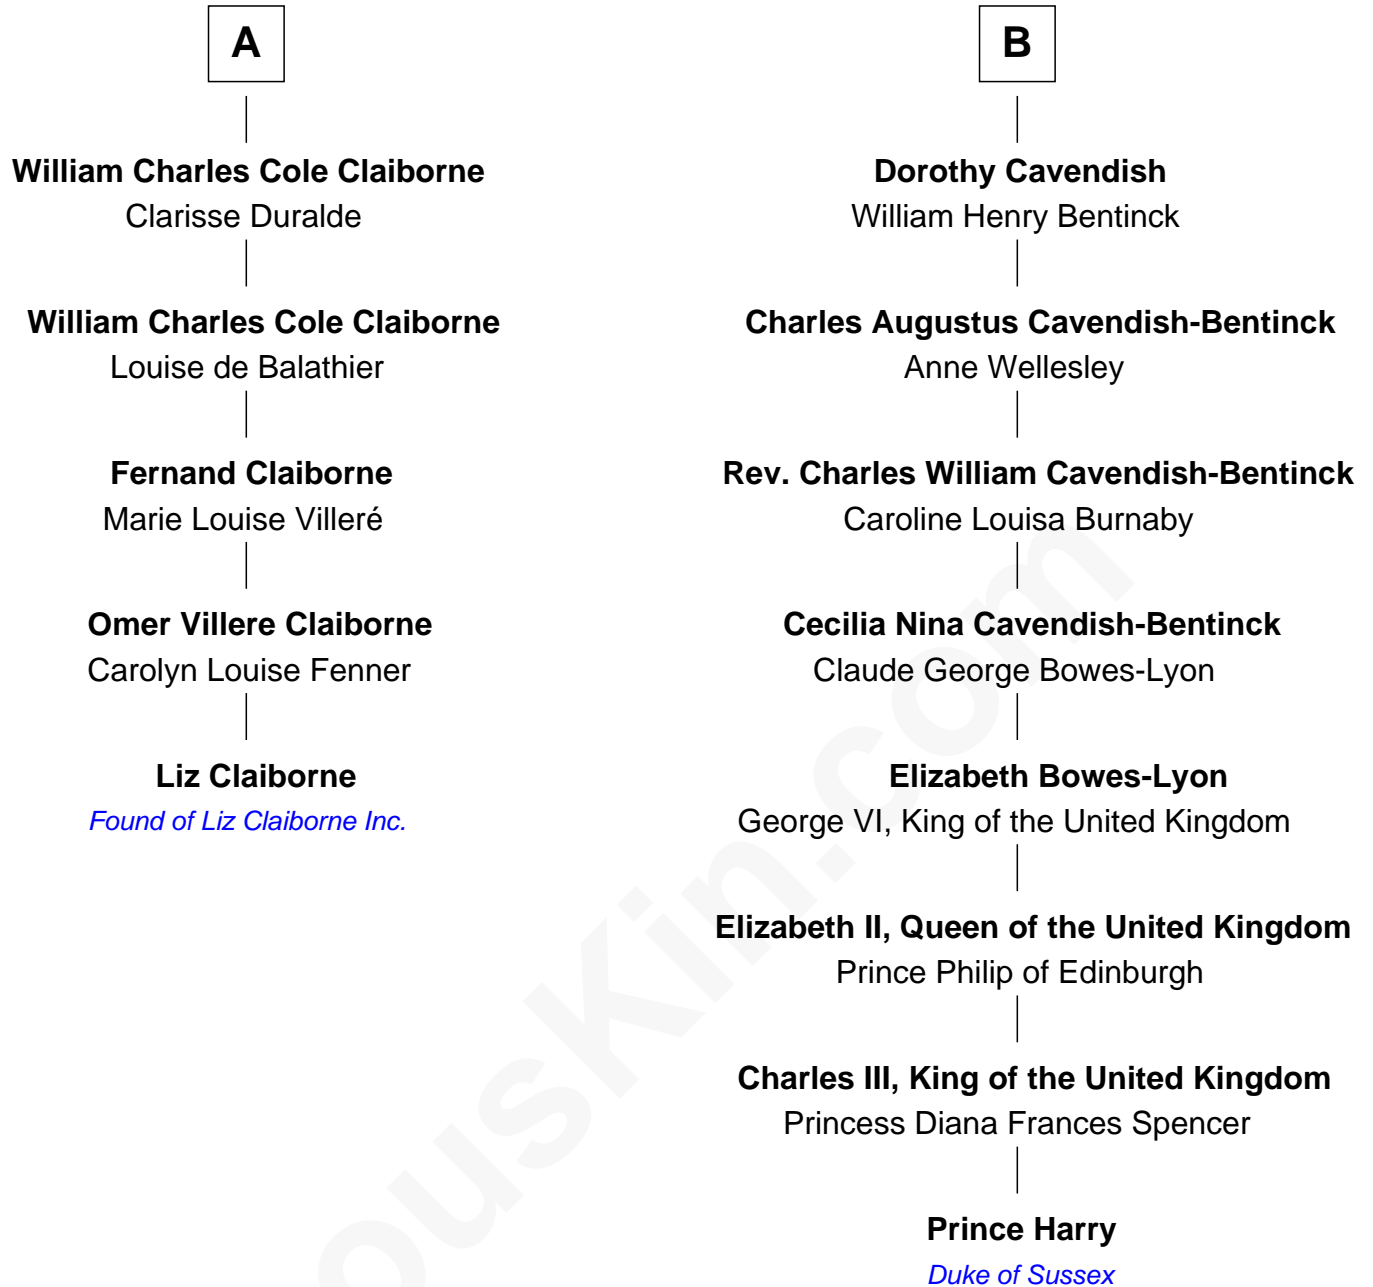 A
William Charles Cole Claiborne
Clarisse Duralde
William Charles Cole Claiborne
Louise de Balathier
Fernand Claiborne
Marie Louise Villeré
Omer Villere Claiborne
Carolyn Louise Fenner
Liz Claiborne
Found of Liz Claiborne Inc.
B
Dorothy Cavendish
William Henry Bentinck
Charles Augustus Cavendish-Bentinck
Anne Wellesley
Rev. Charles William Cavendish-Bentinck
Caroline Louisa Burnaby
Cecilia Nina Cavendish-Bentinck
Claude George Bowes-Lyon
Elizabeth Bowes-Lyon
George VI, King of the United Kingdom
Elizabeth II, Queen of the United Kingdom
Prince Philip of Edinburgh
Charles III, King of the United Kingdom
Princess Diana Frances Spencer
Prince Harry
Duke of Sussex
ouskin.com